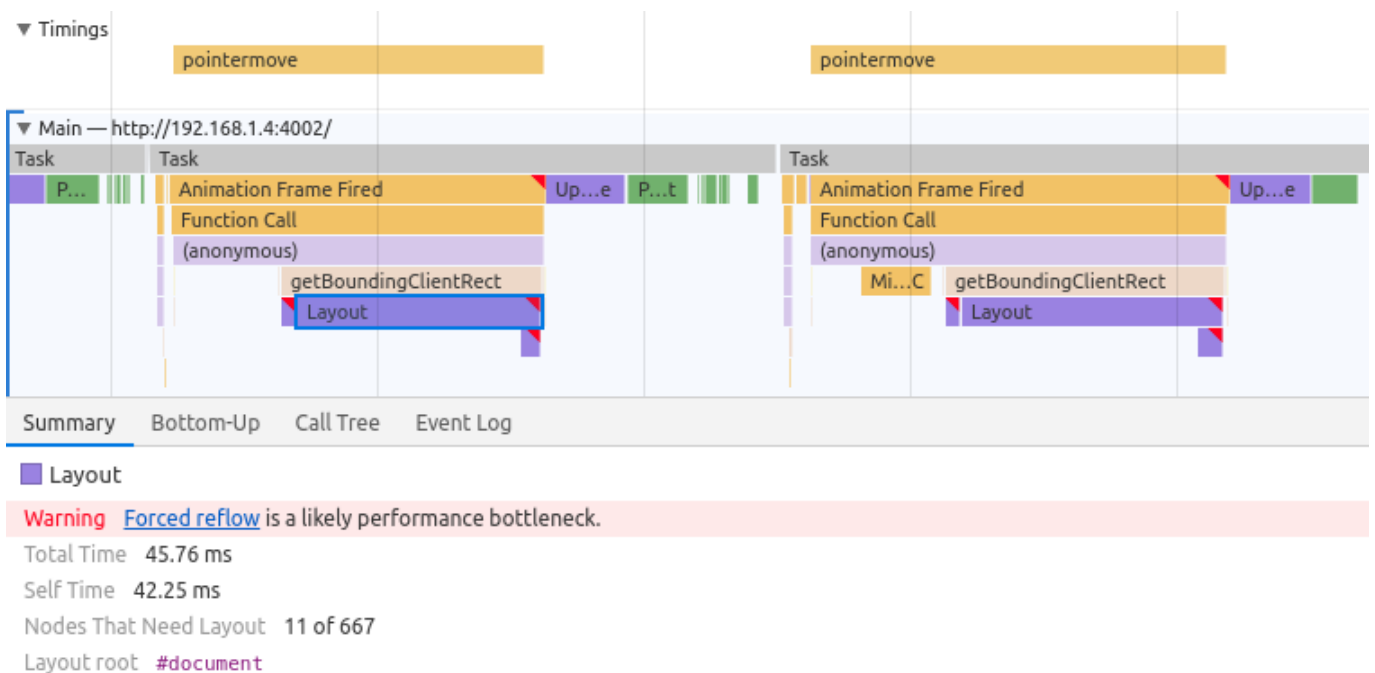 ▼ Timings
pointermove pointermove
▼ Main — http://192.168.1.4:4002/
Task Task Task
P... Animation Frame Fired Up...e P...t Animation Frame Fired Up...e
Function Call Function Call
(anonymous) (anonymous)
getBoundingClientRect Mi...C getBoundingClientRect
Layout Layout
Summary Bottom-Up Call Tree Event Log
Layout
Warning Forced reflow is a likely performance bottleneck.
Total Time 45.76 ms
Self Time 42.25 ms
Nodes That Need Layout 11 of 667
Layout root #document